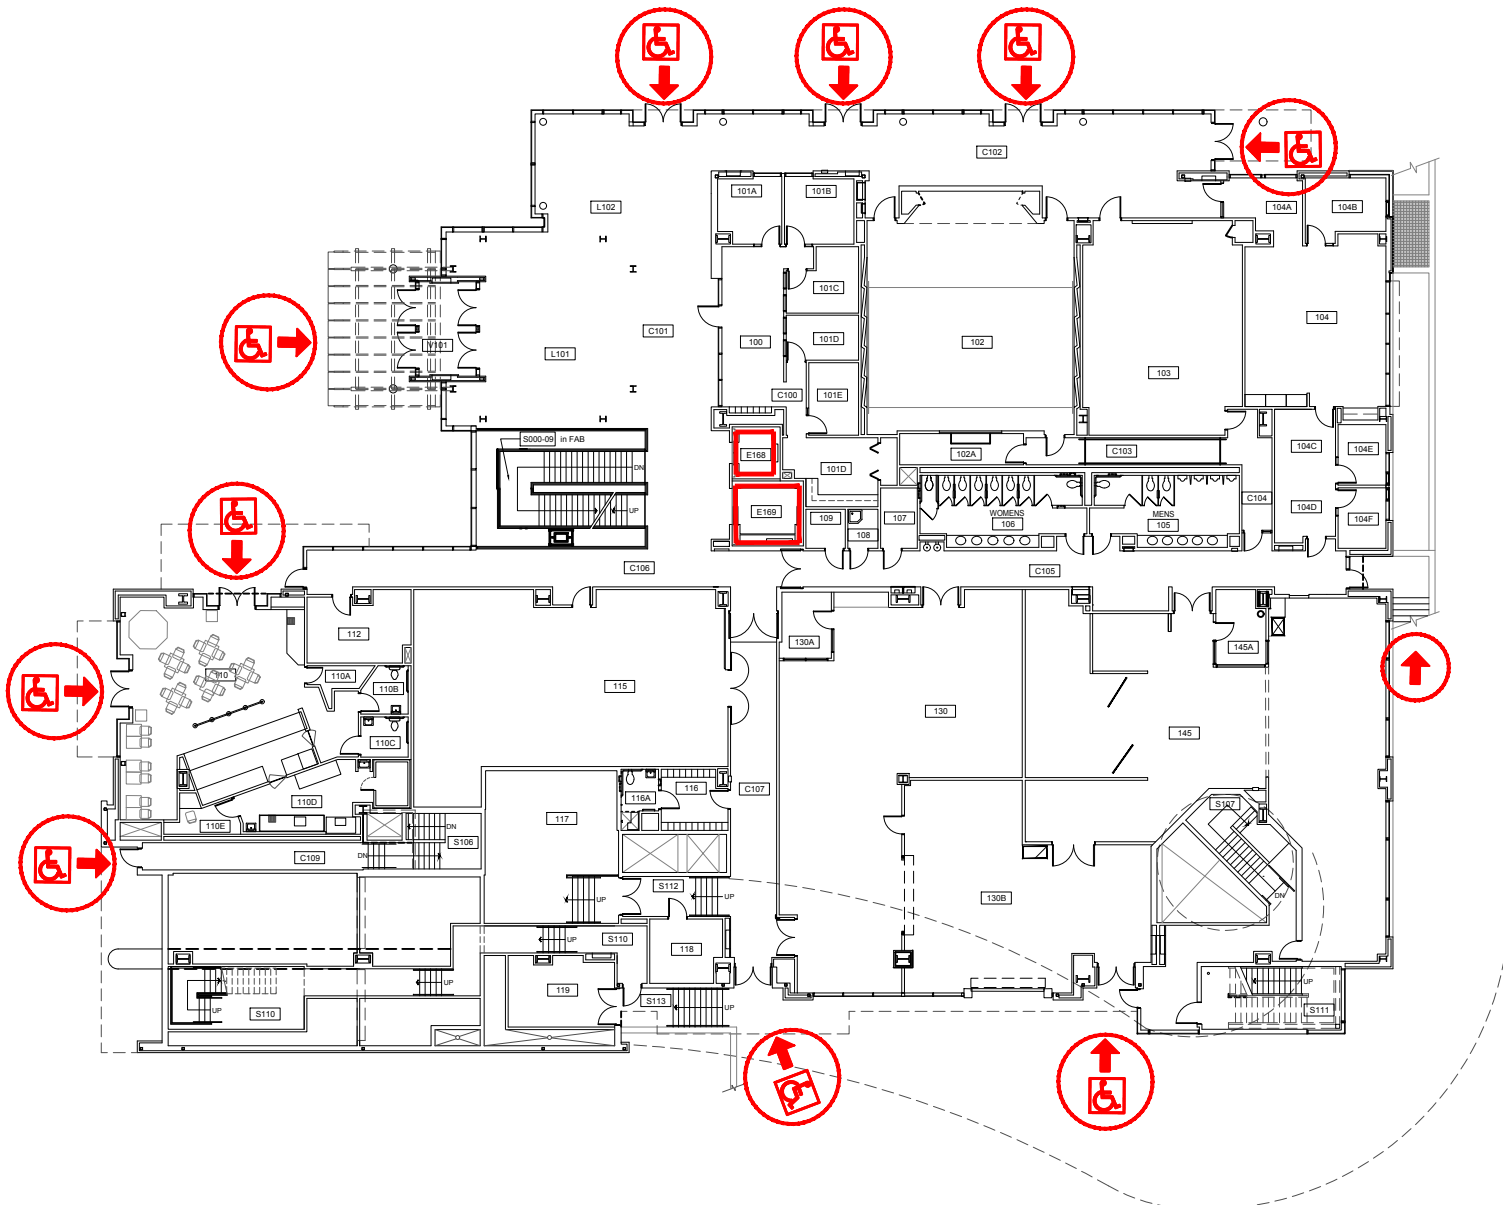 C102
101A
101B
104A
104B
L102
101C
104
C101
100
101D
102
V101
L101
103
C100
101E
S000-09 in FAB
E168
102A
C103
104C
104E
DN
101D
C104
UP
E169
109
107
WOMENS
106
MENS
105
104D
104F
108
C106
C105
112
130A
145A
110
110A
110B
115
130
145
110C
116
116A
C107
110D
S107
110E
117
DN
S106
C109
DN
S112
UP
UP
130B
DN
UP
S110
118
UP
119
UP
S113
UP
UP
S110
S111